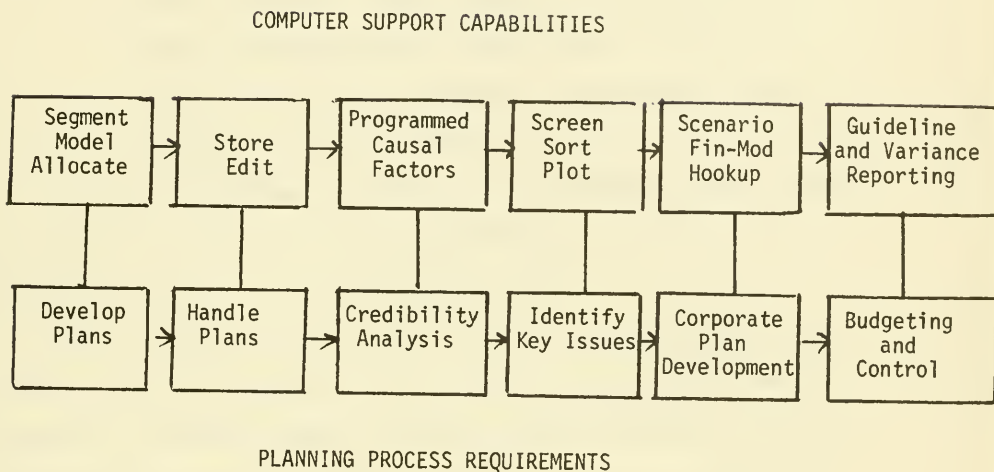 COMPUTER SUPPORT CAPABILITIES
Segment
Model
Allocate
Store
Edit
Programmed
Causal
Factors
Screen
Sort
Plot
Scenario
Fin-Mod
Hookup
Guideline
and Variance
Reporting
Develop
Plans
Handle
Plans
Credibility
Analysis
Identify
Key Issues
Corporate
Plan
Development
Budgeting
and
Control
PLANNING PROCESS REQUIREMENTS